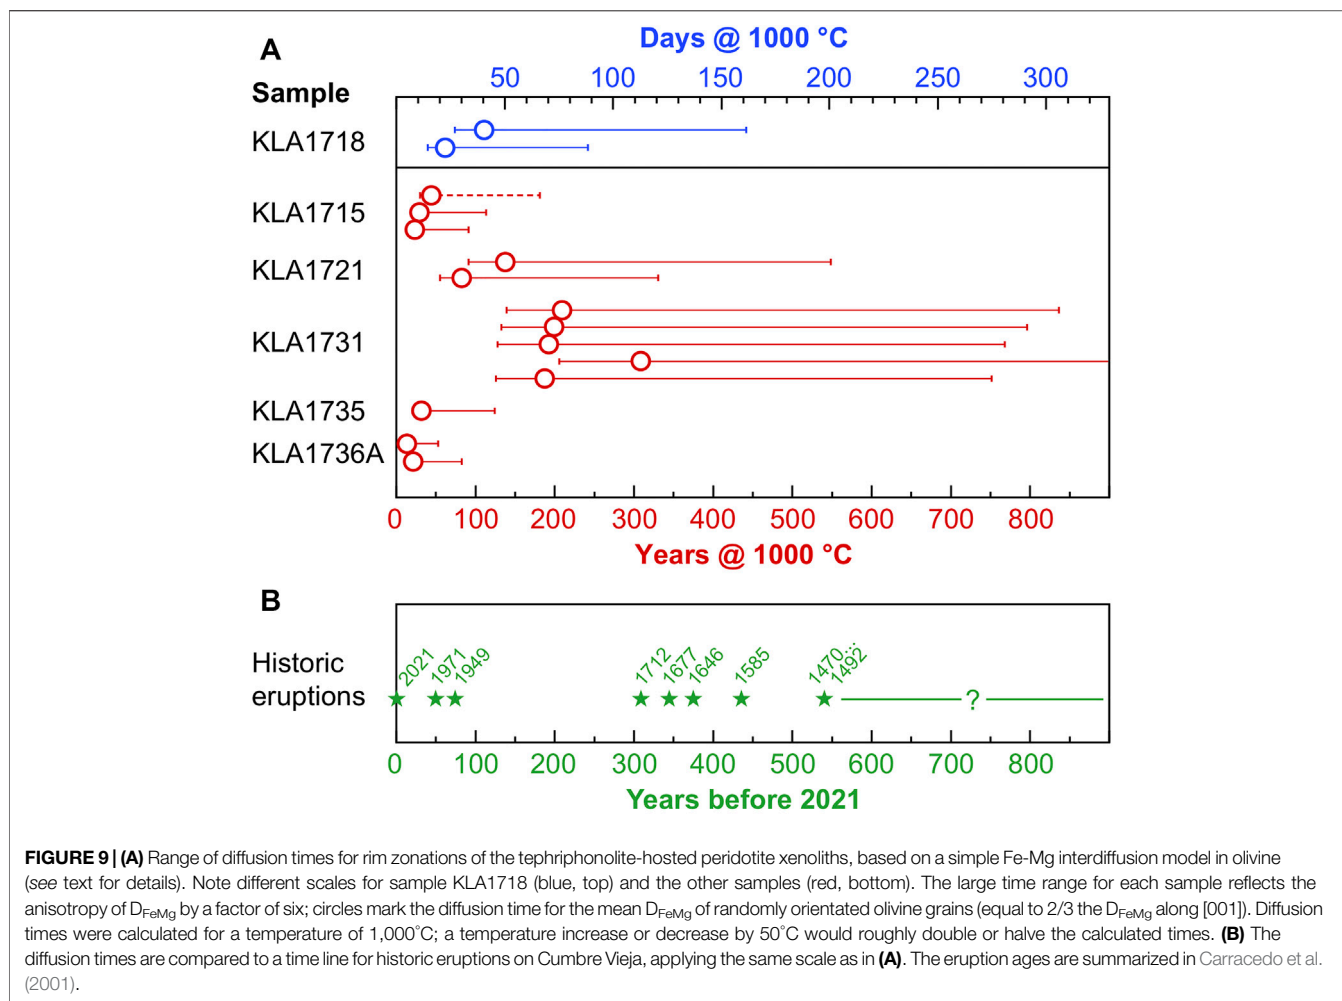 A
Days @ 1000 °C
50 100 150 200 250 300
Sample
KLA1718
KLA1715
KLA1721
KLA1731
KLA1735
KLA1736A
0 100 200 300 400 500 600 700 800
Years @ 1000 °C
B
Historic
eruptions
2021
1971
1949
1712
1677
1646
1585
1470...
1492
?
0 100 200 300 400 500 600 700 800
Years before 2021
FIGURE 9 | (A) Range of diffusion times for rim zonations of the tephriphonolite-hosted peridotite xenoliths, based on a simple Fe-Mg interdiffusion model in olivine
(see text for details). Note different scales for sample KLA1718 (blue, top) and the other samples (red, bottom). The large time range for each sample reflects the
anisotropy of DFeMg by a factor of six; circles mark the diffusion time for the mean DFeMg of randomly orientated olivine grains (equal to 2/3 the DFeMg along [001]). Diffusion
times were calculated for a temperature of 1,000°C; a temperature increase or decrease by 50°C would roughly double or halve the calculated times. (B) The
diffusion times are compared to a time line for historic eruptions on Cumbre Vieja, applying the same scale as in (A). The eruption ages are summarized in Carracedo et al.
(2001).